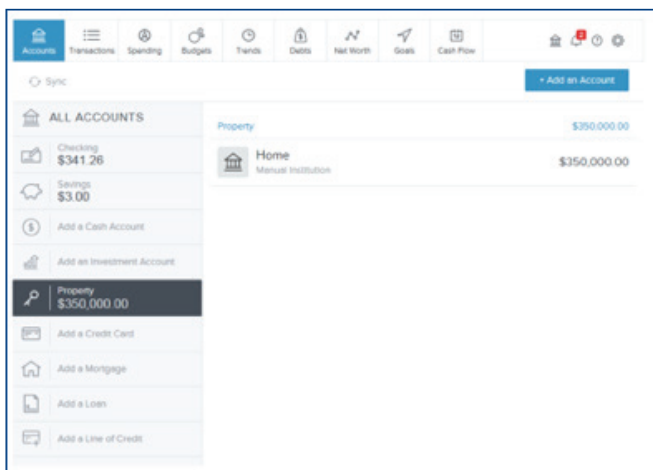 Accounts Transactions Spending Budgets Trends Debts Net Worth Goals Cash Flow 2
Sync + Add an Account
ALL ACCOUNTS
Checking
$341.26
Savings
$3.00
Add a Cash Account
Add an Investment Account
Property
$350,000.00
Add a Credit Card
Add a Mortgage
Add a Loan
Add a Line of Credit
Property $350,000.00
Home
Manual Institution
$350,000.00